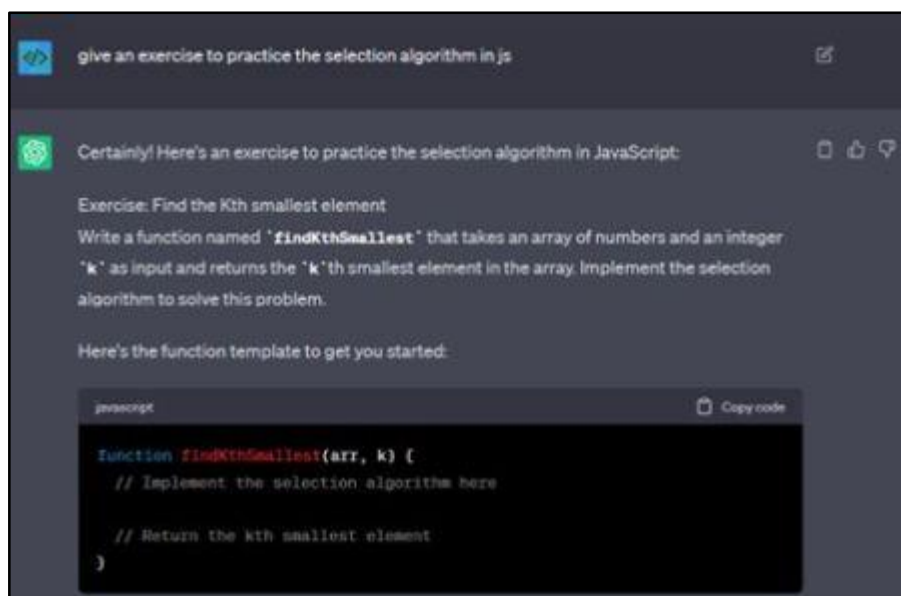 </>
give an exercise to practice the selection algorithm in js
Certainly! Here's an exercise to practice the selection algorithm in JavaScript:
Exercise: Find the Kth smallest element
Write a function named `findKthSmallest` that takes an array of numbers and an integer
`k` as input and returns the `k`th smallest element in the array. Implement the selection
algorithm to solve this problem.
Here's the function template to get you started:
javascript
Copy code
function findKthSmallest(arr, k) {
// Implement the selection algorithm here
// Return the kth smallest element
}